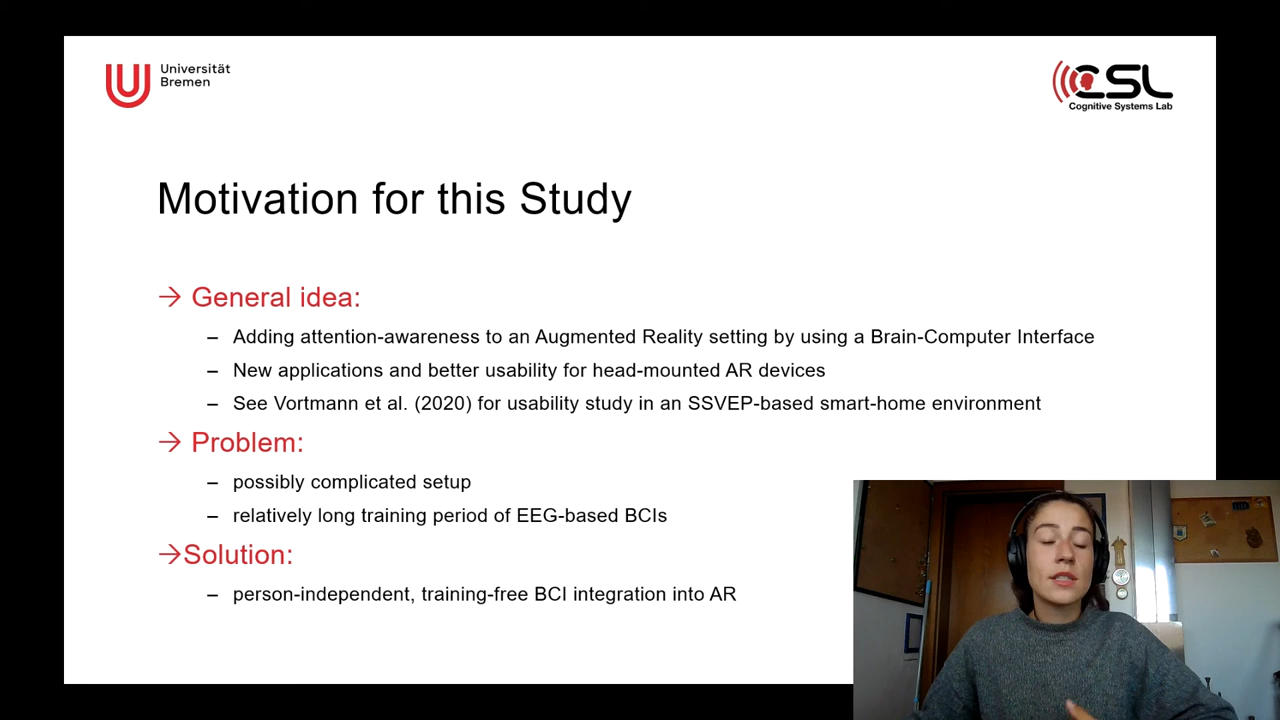 Universität
Bremen
CSL
Cognitive Systems Lab
Motivation for this Study
→ General idea:
– Adding attention-awareness to an Augmented Reality setting by using a Brain-Computer Interface
– New applications and better usability for head-mounted AR devices
– See Vortmann et al. (2020) for usability study in an SSVEP-based smart-home environment
→ Problem:
– possibly complicated setup
– relatively long training period of EEG-based BCIs
→Solution:
– person-independent, training-free BCI integration into AR